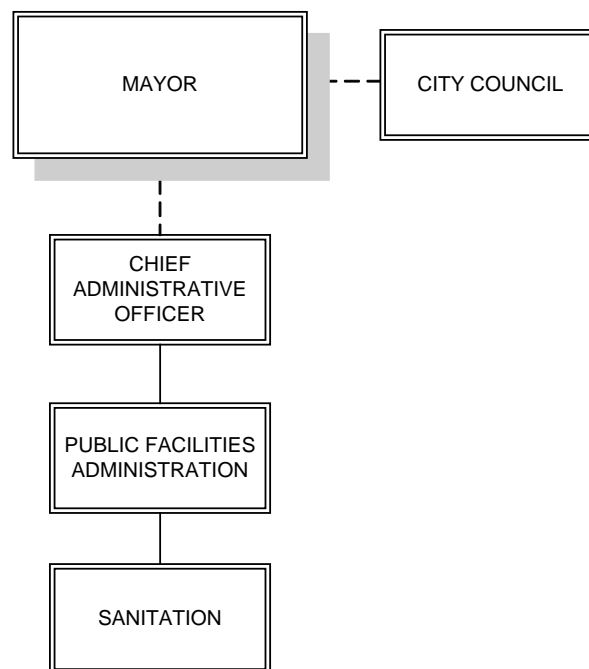 MAYOR
CITY COUNCIL
CHIEF
ADMINISTRATIVE
OFFICER
PUBLIC FACILITIES
ADMINISTRATION
SANITATION